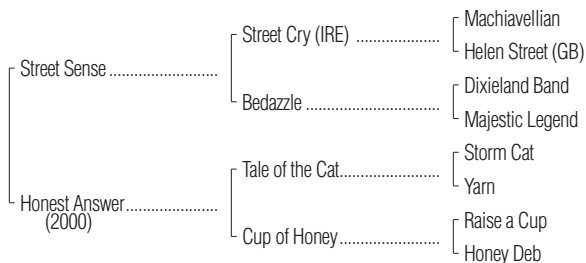 Machiavellian
Street Cry (IRE) ..................
Helen Street (GB)
Street Sense ........................
Dixieland Band
Bedazzle .............................
Majestic Legend
Storm Cat
Tale of the Cat.....................
Yarn
Honest Answer....................
(2000)
Raise a Cup
Cup of Honey.....................
Honey Deb